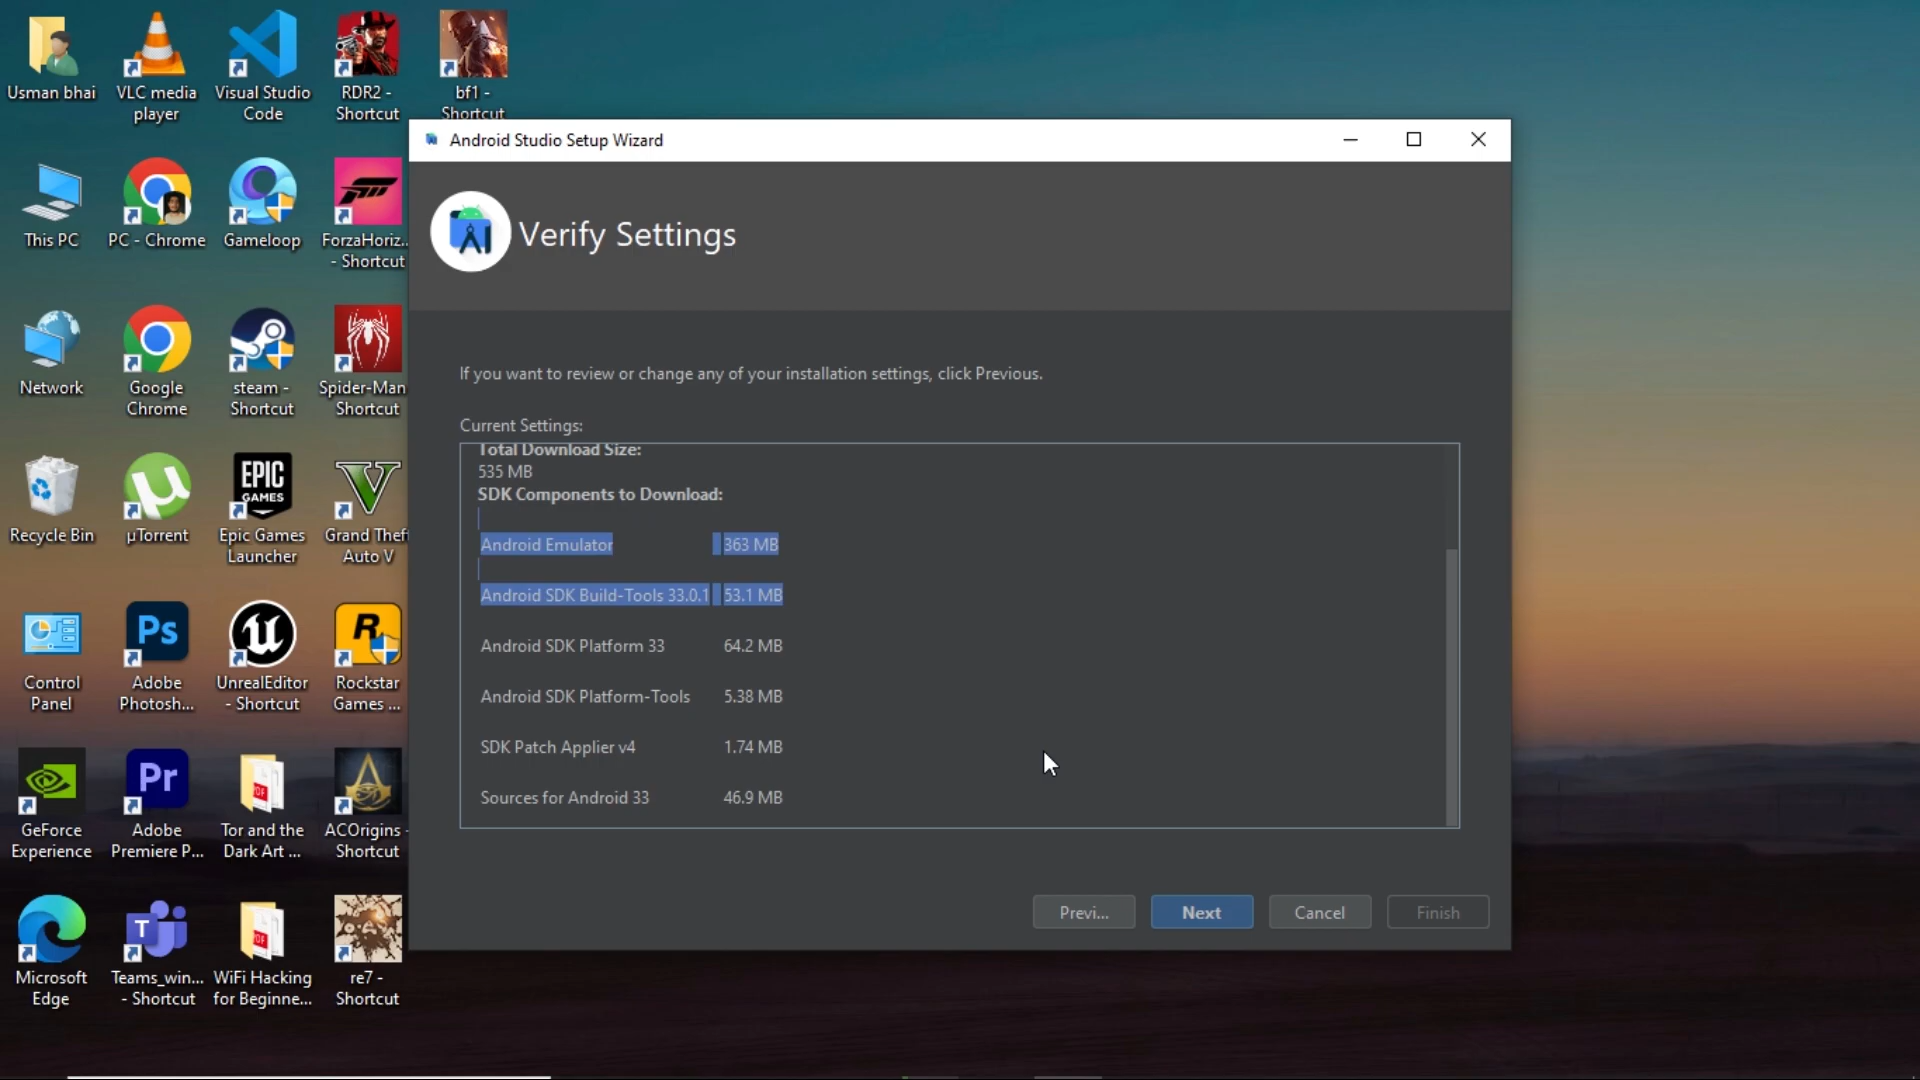 Usman bhai
VLC media
player
Visual Studio
Code
RDR2 -
Shortcut
bf1 -
Shortcut
This PC
PC - Chrome
Gameloop
ForzaHoriz...
- Shortcut
Network
Google
Chrome
steam -
Shortcut
Spider-Man
Shortcut
Recycle Bin
µTorrent
EPIC
GAMES
Epic Games
Launcher
Grand Theft
Auto V
Control
Panel
Ps
Adobe
Photosh...
UnrealEditor
- Shortcut
R
Rockstar
Games ...
GeForce
Experience
Pr
Adobe
Premiere P...
PDF
Tor and the
Dark Art ...
ACOrigins -
Shortcut
Microsoft
Edge
T
Teams_win...
- Shortcut
PDF
WiFi Hacking
for Beginne...
re7 -
Shortcut
Android Studio Setup Wizard
Verify Settings
If you want to review or change any of your installation settings, click Previous.
Current Settings:
Total Download Size:
535 MB
SDK Components to Download:
Android Emulator 363 MB
Android SDK Build-Tools 33.0.1 53.1 MB
Android SDK Platform 33 64.2 MB
Android SDK Platform-Tools 5.38 MB
SDK Patch Applier v4 1.74 MB
Sources for Android 33 46.9 MB
Previ...
Next
Cancel
Finish